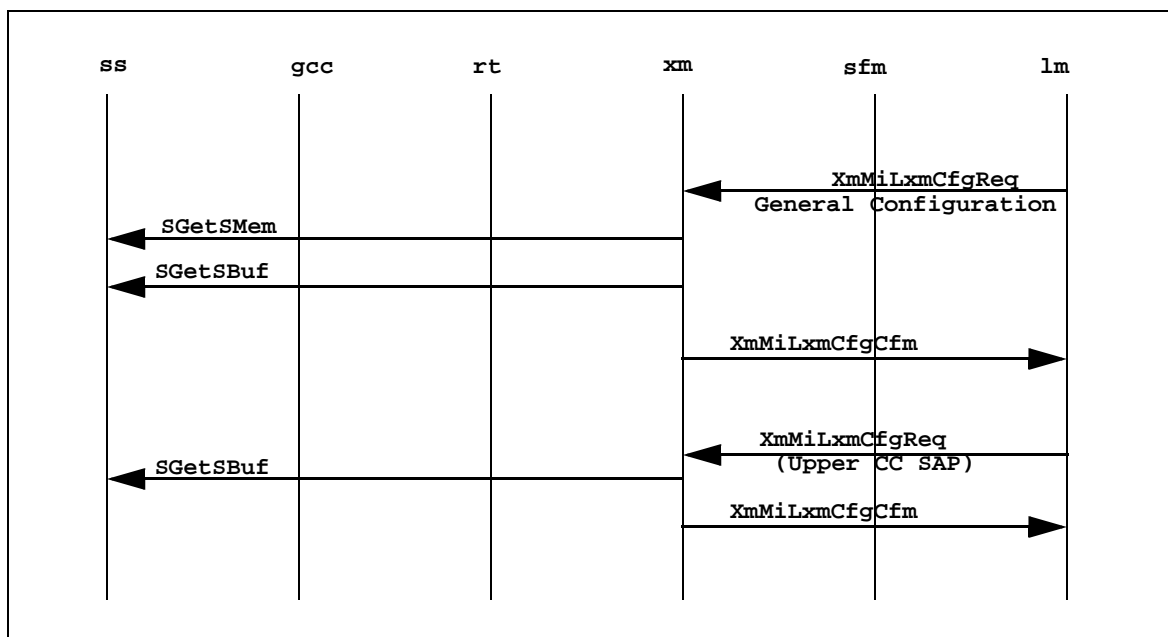 ss gcc rt xm sfm lm
XmMiLxmCfgReq
General Configuration
SGetSMem
SGetSBuf
XmMiLxmCfgCfm
XmMiLxmCfgReq
(Upper CC SAP)
SGetSBuf
XmMiLxmCfgCfm